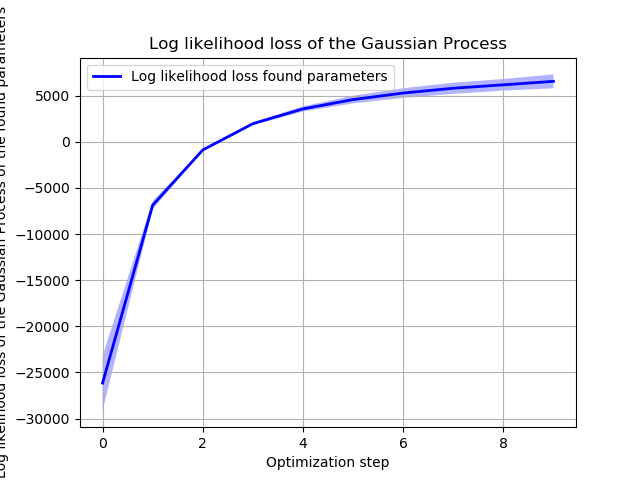 Log likelihood loss of the Gaussian Process
Log likelihood loss found parameters
Log likelihood loss of the Gaussian Process of the found parameters
5000
0
−5000
−10000
−15000
−20000
−25000
−30000
0 2 4 6 8
Optimization step